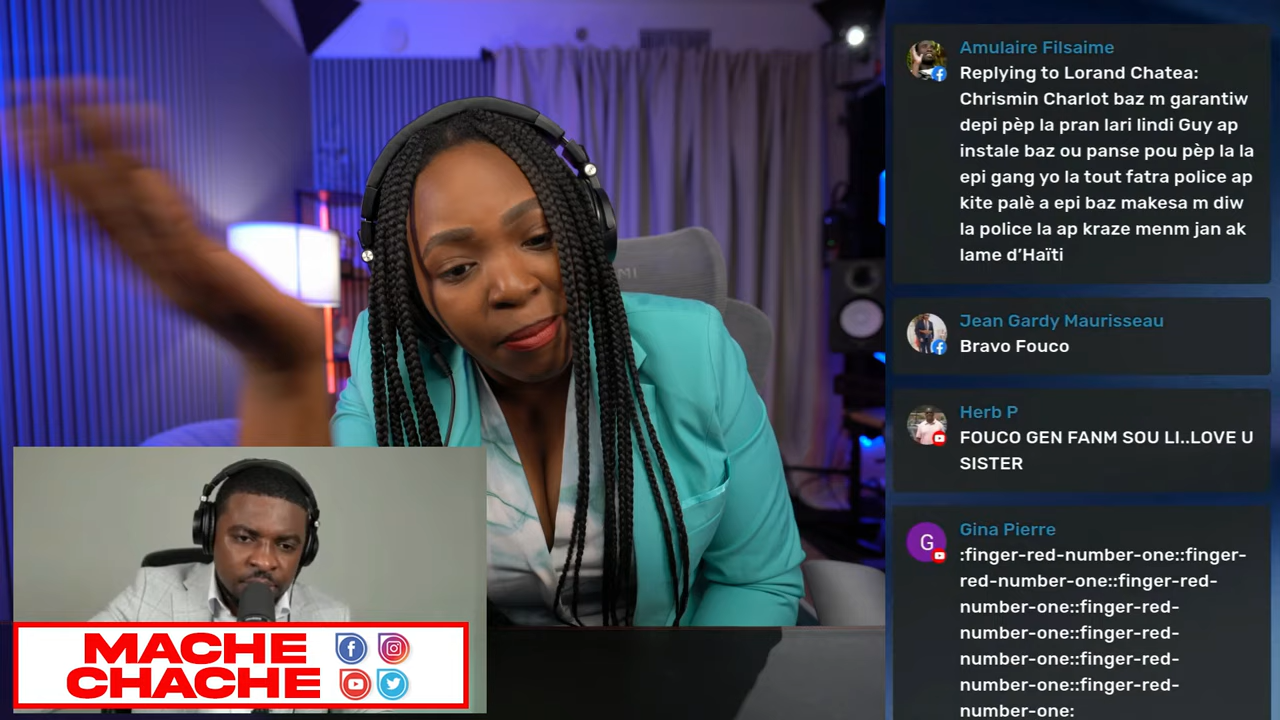 Amulaire Filsaime
Replying to Lorand Chatea:
Chrismin Charlot baz m garantiw
depi pèp la pran lari lindi Guy ap
instale baz ou panse pou pèp la la
epi gang yo la tout fatra police ap
kite palè a epi baz makesa m diw
la police la ap kraze menm jan ak
lame d’Haïti
Jean Gardy Maurisseau
Bravo Fouco
Herb P
FOUCO GEN FANM SOU LI..LOVE U
SISTER
G
Gina Pierre
:finger-red-number-one::finger-
red-number-one::finger-red-
number-one::finger-red-
number-one::finger-red-
number-one::finger-red-
number-one::finger-red-
number-one:
MACHE
CHACHE